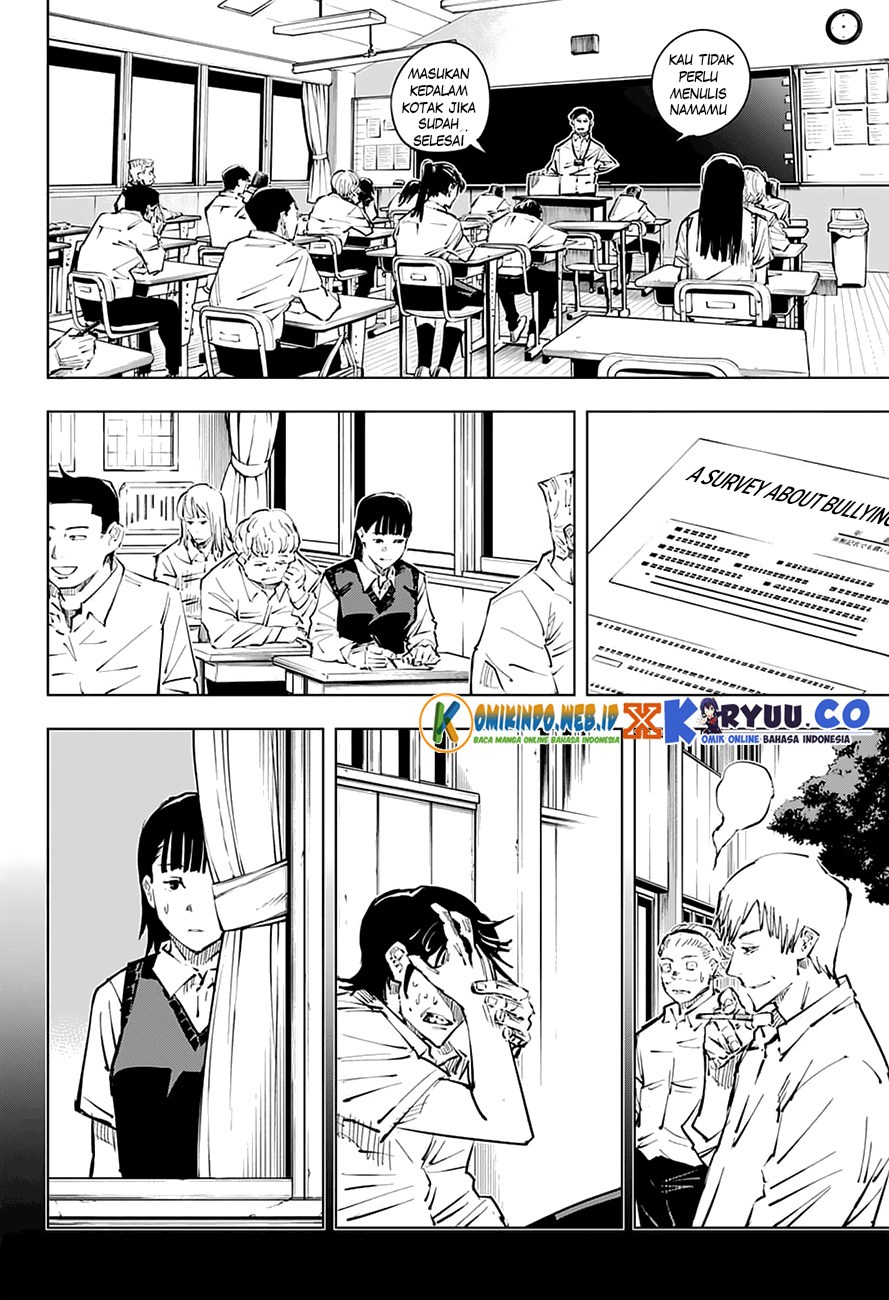 KAU TIDAK
PERLU
MENULIS
NAMAMU
MASUKAN
KEDALAM
KOTAK JIKA
SUDAH
SELESAI
A SURVEY ABOUT BULLYING
年
KOMIKINDO.WEB.ID X KIRYUU.CO
BACA MANGA ONLINE BAHASA INDONESIA
KOMIK ONLINE BAHASA INDONESIA